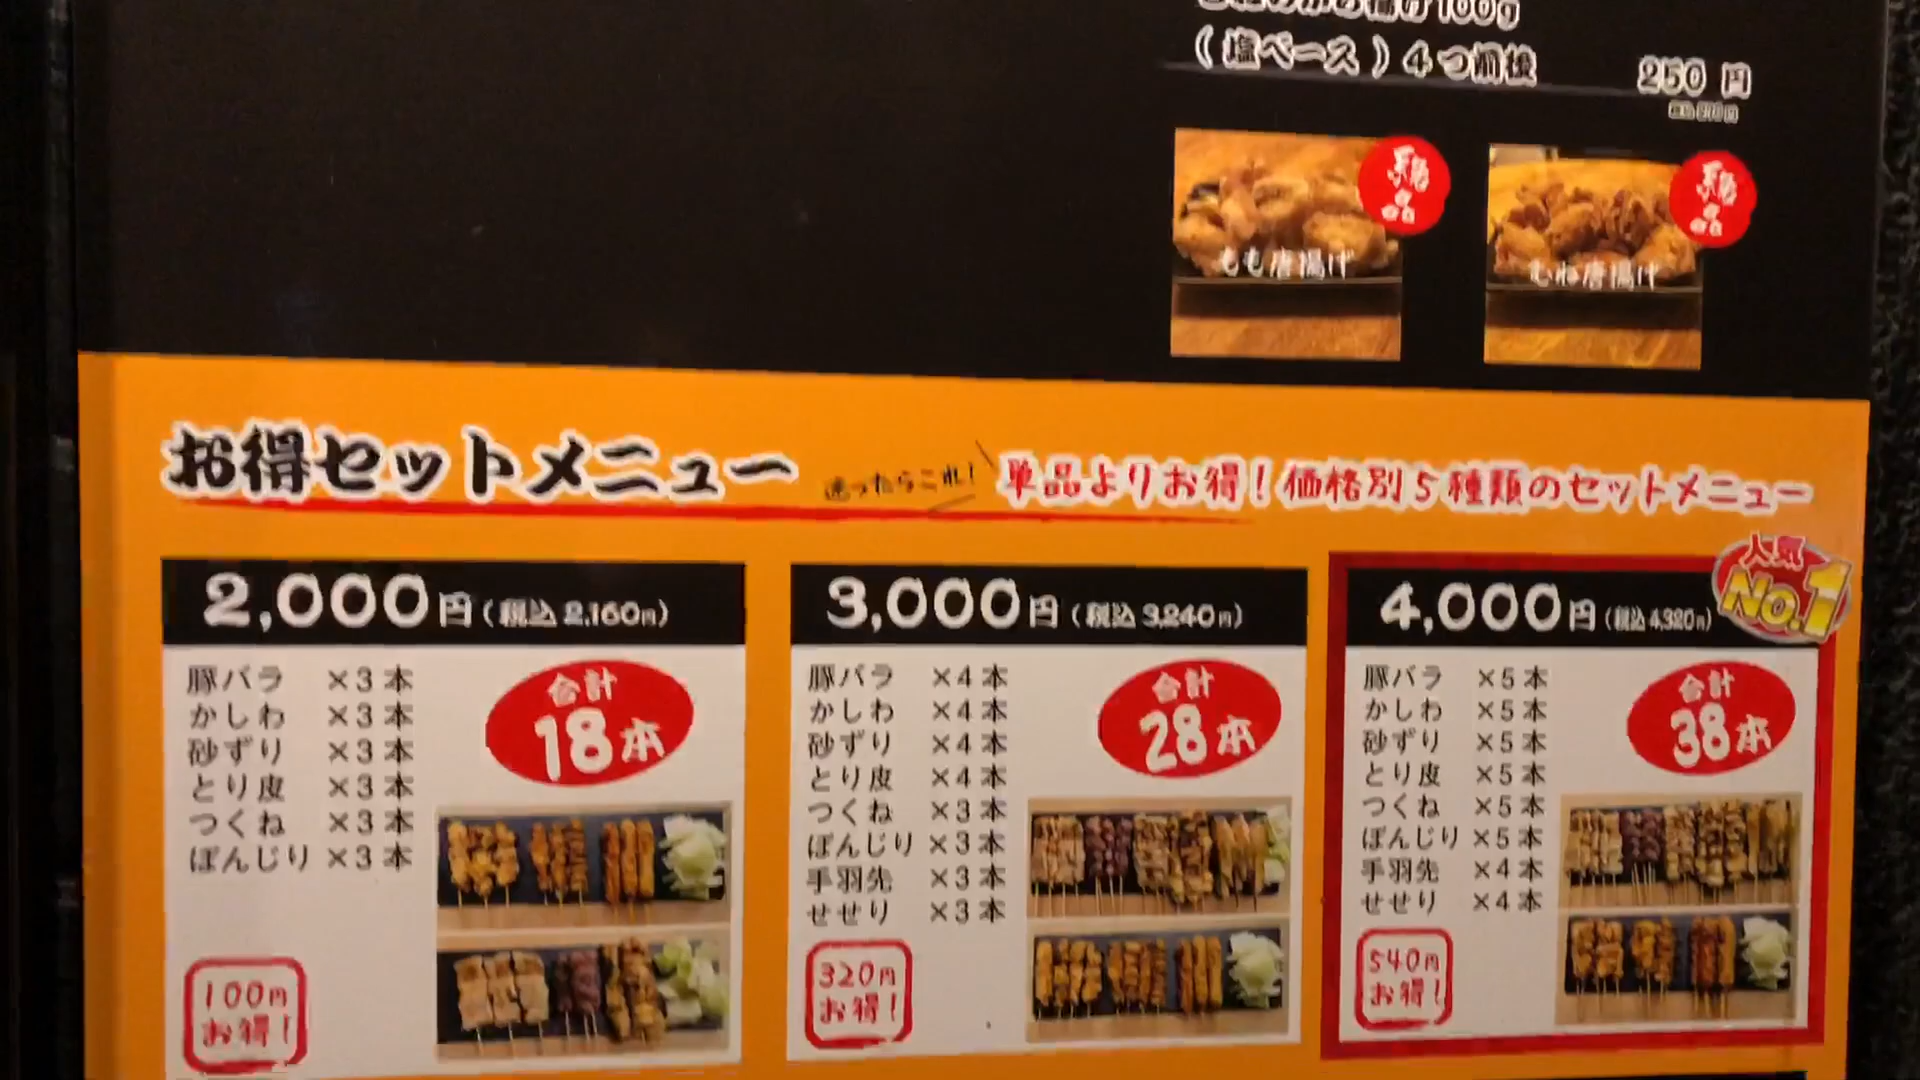 (塩ベース)4つ前後 250円
鶏品
鶏品
もも唐揚げ
むね唐揚げ
お得セットメニュー
迷ったらこれ!
単品よりお得!価格別5種類のセットメニュー
2,000円(税込2,160円)
豚バラ ×3本
かしわ ×3本
砂ずり ×3本
とり皮 ×3本
つくね ×3本
ぼんじり ×3本
合計
18本
100円
お得!
3,000円(税込3,240円)
豚バラ ×4本
かしわ ×4本
砂ずり ×4本
とり皮 ×4本
つくね ×3本
ぼんじり ×3本
手羽先 ×3本
せせり ×3本
合計
28本
320円
お得!
人気
No.1
4,000円(税込4,320円)
豚バラ ×5本
かしわ ×5本
砂ずり ×5本
とり皮 ×5本
つくね ×5本
ぼんじり ×5本
手羽先 ×4本
せせり ×4本
合計
38本
540円
お得!